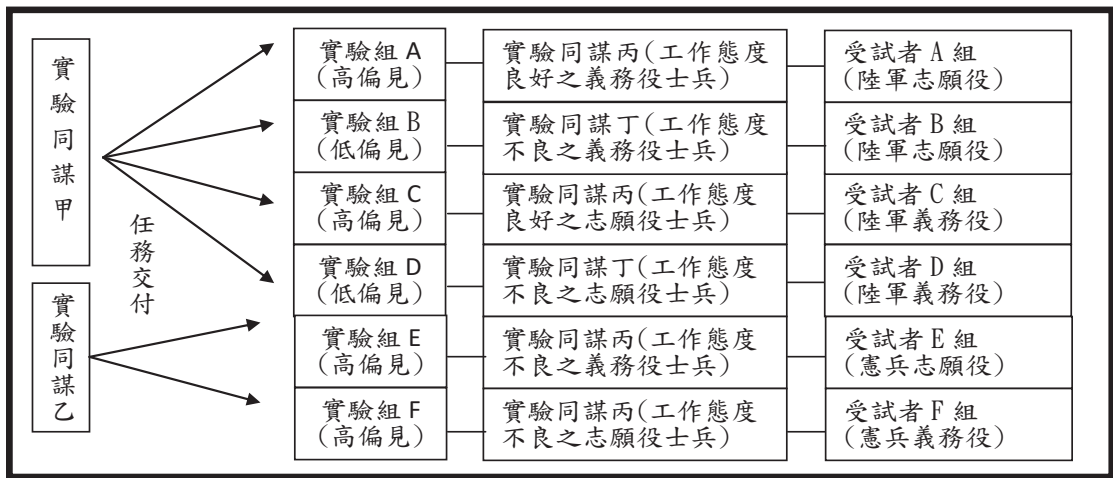 實驗同謀甲
任務交付
實驗同謀乙
實驗組 A
(高偏見)
實驗同謀丙(工作態度
良好之義務役士兵)
受試者 A 組
(陸軍志願役)
實驗組 B
(低偏見)
實驗同謀丁(工作態度
不良之義務役士兵)
受試者 B 組
(陸軍志願役)
實驗組 C
(高偏見)
實驗同謀丙(工作態度
良好之志願役士兵)
受試者 C 組
(陸軍義務役)
實驗組 D
(低偏見)
實驗同謀丁(工作態度
不良之志願役士兵)
受試者 D 組
(陸軍義務役)
實驗組 E
(高偏見)
實驗同謀丙(工作態度
不良之義務役士兵)
受試者 E 組
(憲兵志願役)
實驗組 F
(高偏見)
實驗同謀丙(工作態度
不良之志願役士兵)
受試者 F 組
(憲兵義務役)